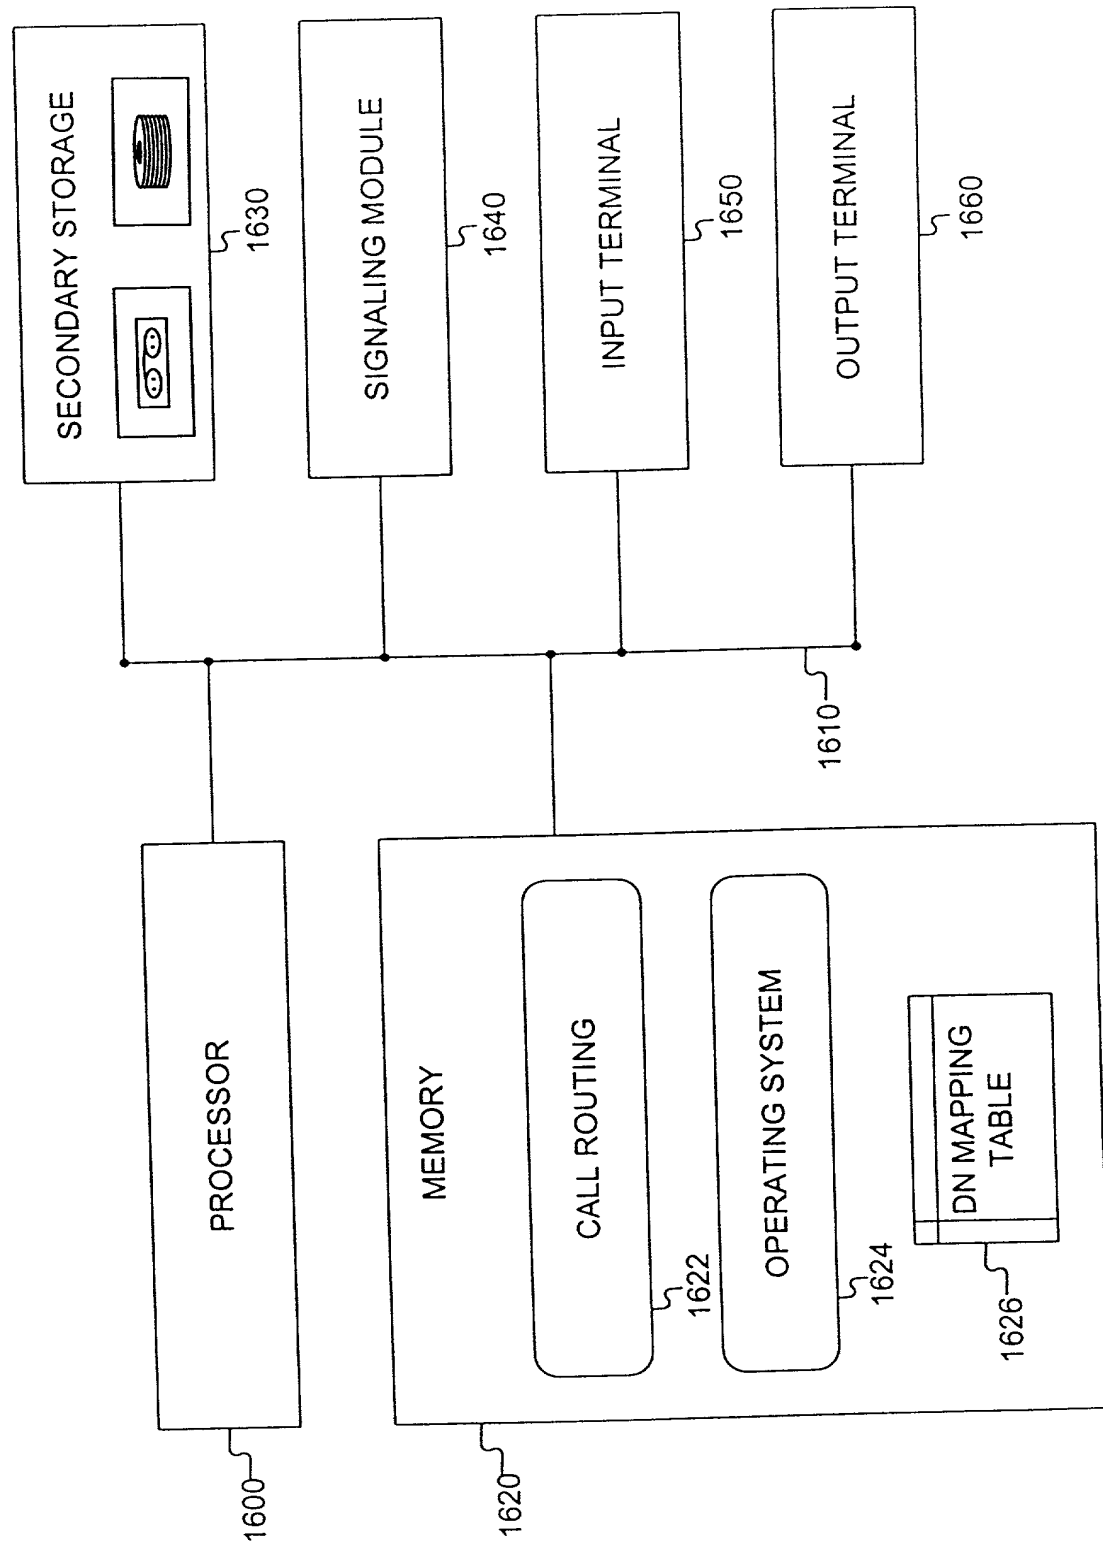 1600
PROCESSOR
1620
MEMORY
CALL ROUTING
1622
OPERATING SYSTEM
1624
DN MAPPING
TABLE
1626
1610
SECONDARY STORAGE
1630
SIGNALING MODULE
1640
INPUT TERMINAL
1650
OUTPUT TERMINAL
1660